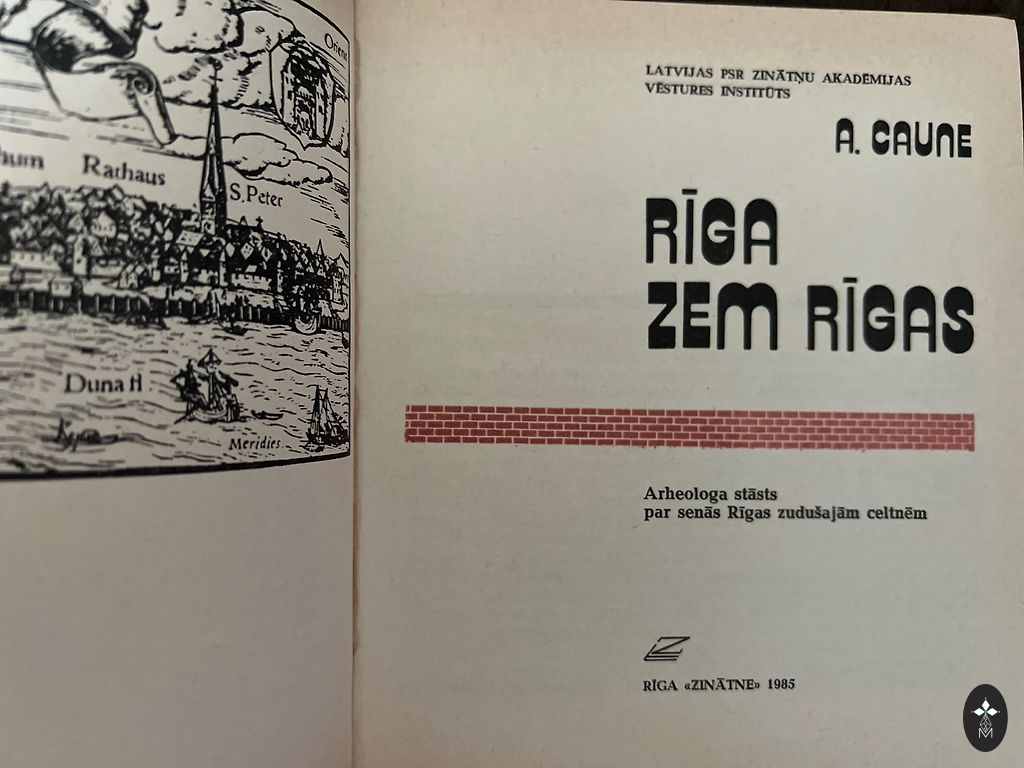 Oriens
Rathaus
S. Peter
Duna fl
Meridies
LATVIJAS PSR ZINĀTŅU AKADĒMIJAS
VĒSTURES INSTITŪTS
A. CAUNE
RĪGA
ZEM RĪGAS
Arheologa stāsts
par senās Rīgas zudušajām celtnēm
RĪGA «ZINĀTNE» 1985